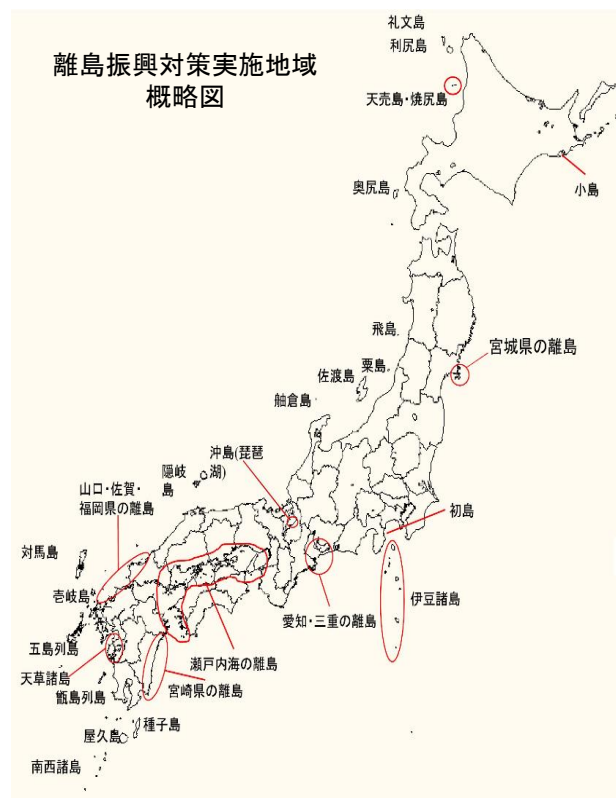 離島振興対策実施地域
概略図
礼文島
利尻島
天売島・焼尻島
小島
奥尻島
飛島
宮城県の離島
粟島
佐渡島
舳倉島
沖島(琵琶
湖)
隠岐
島
山口・佐賀・
福岡県の離島
初島
対馬島
壱岐島
伊豆諸島
愛知・三重の離島
五島列島
瀬戸内海の離島
天草諸島
宮崎県の離島
甑島列島
種子島
屋久島
南西諸島